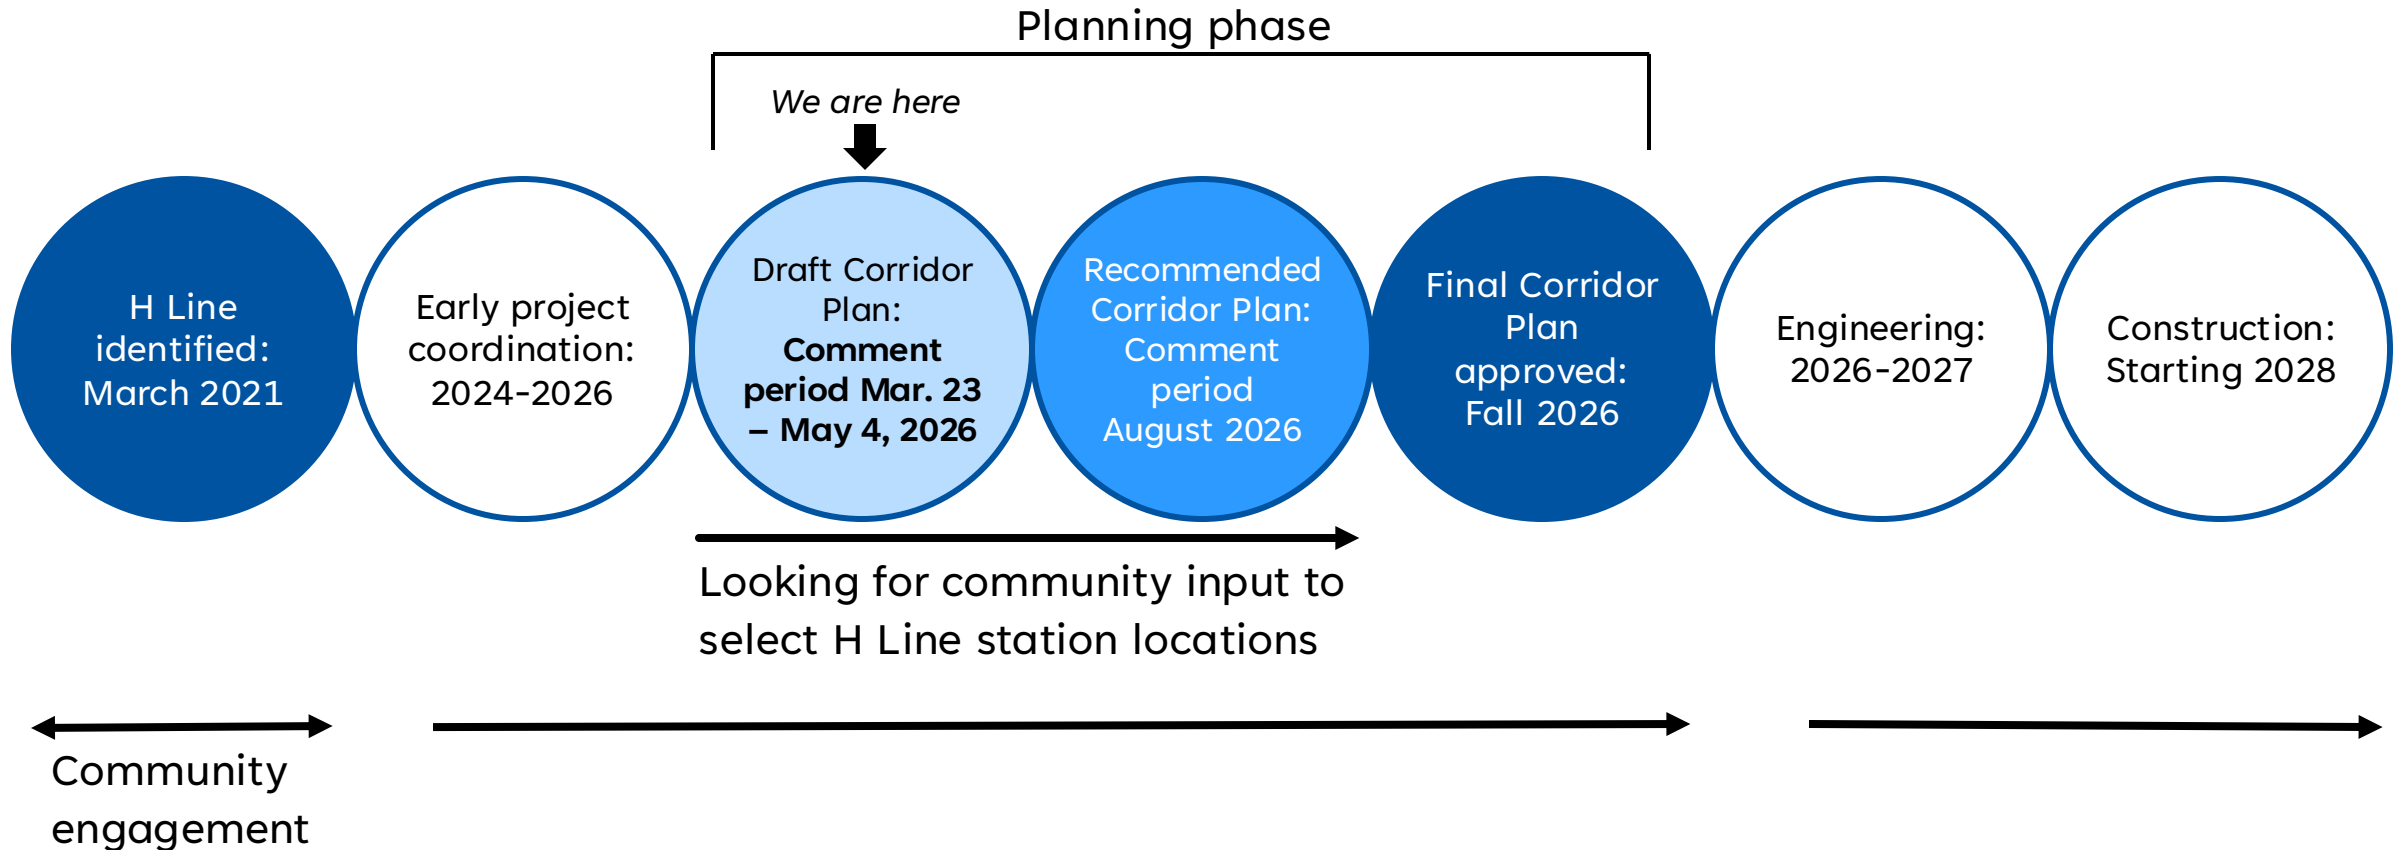 Planning phase
We are here
H Line
identified:
March 2021
Early project
coordination:
2024-2026
Draft Corridor
Plan:
Comment
period Mar. 23
– May 4, 2026
Recommended
Corridor Plan:
Comment
period
August 2026
Final Corridor
Plan
approved:
Fall 2026
Engineering:
2026-2027
Construction:
Starting 2028
Looking for community input to
select H Line station locations
Community
engagement